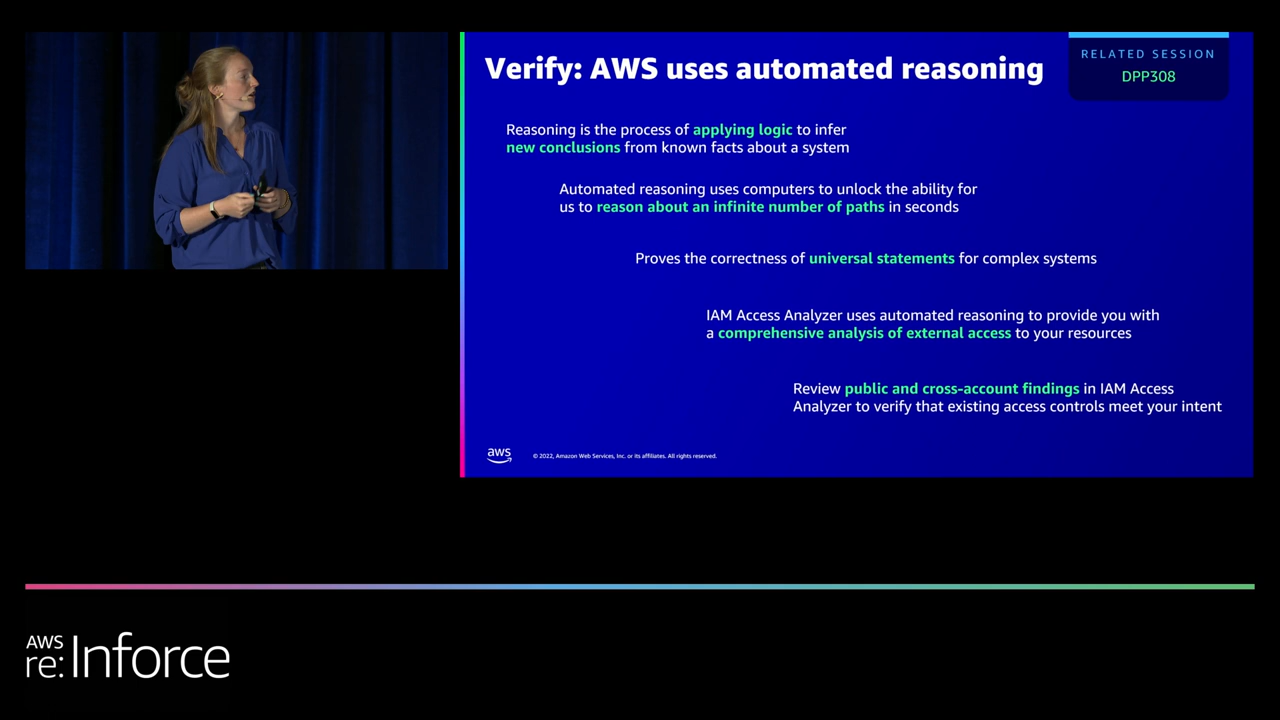 Verify: AWS uses automated reasoning
RELATED SESSION
DPP308
Reasoning is the process of applying logic to infer
new conclusions from known facts about a system
Automated reasoning uses computers to unlock the ability for
us to reason about an infinite number of paths in seconds
Proves the correctness of universal statements for complex systems
IAM Access Analyzer uses automated reasoning to provide you with
a comprehensive analysis of external access to your resources
Review public and cross-account findings in IAM Access
Analyzer to verify that existing access controls meet your intent
aws
© 2022, Amazon Web Services, Inc. or its affiliates. All rights reserved.
AWS
re:Inforce